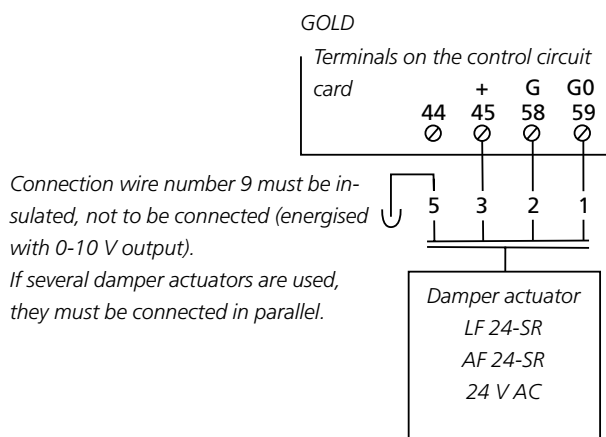 GOLD
Terminals on the control circuit
card
+ G G0
44 45 58 59
Connection wire number 9 must be in-
sulated, not to be connected (energised
with 0-10 V output).
If several damper actuators are used,
they must be connected in parallel.
5 3 2 1
Damper actuator
LF 24-SR
AF 24-SR
24 V AC